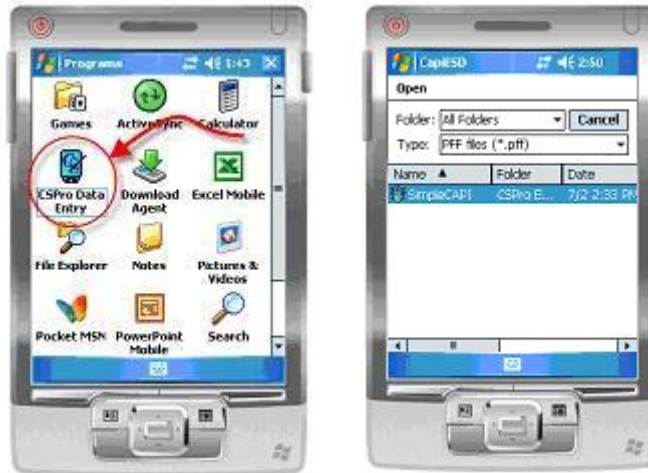 Programs 1:43
Games ActiveSync Calculator
CSPro Data Entry Download Agent Excel Mobile
File Explorer Notes Pictures & Videos
Pocket MSN PowerPoint Mobile Search
CapiESD 2:50
Open
Folder: All Folders Cancel
Type: PFF files (*.pff)
Name Folder Date
SimpleCAPI CSPro E... 7/2 2:33 PM